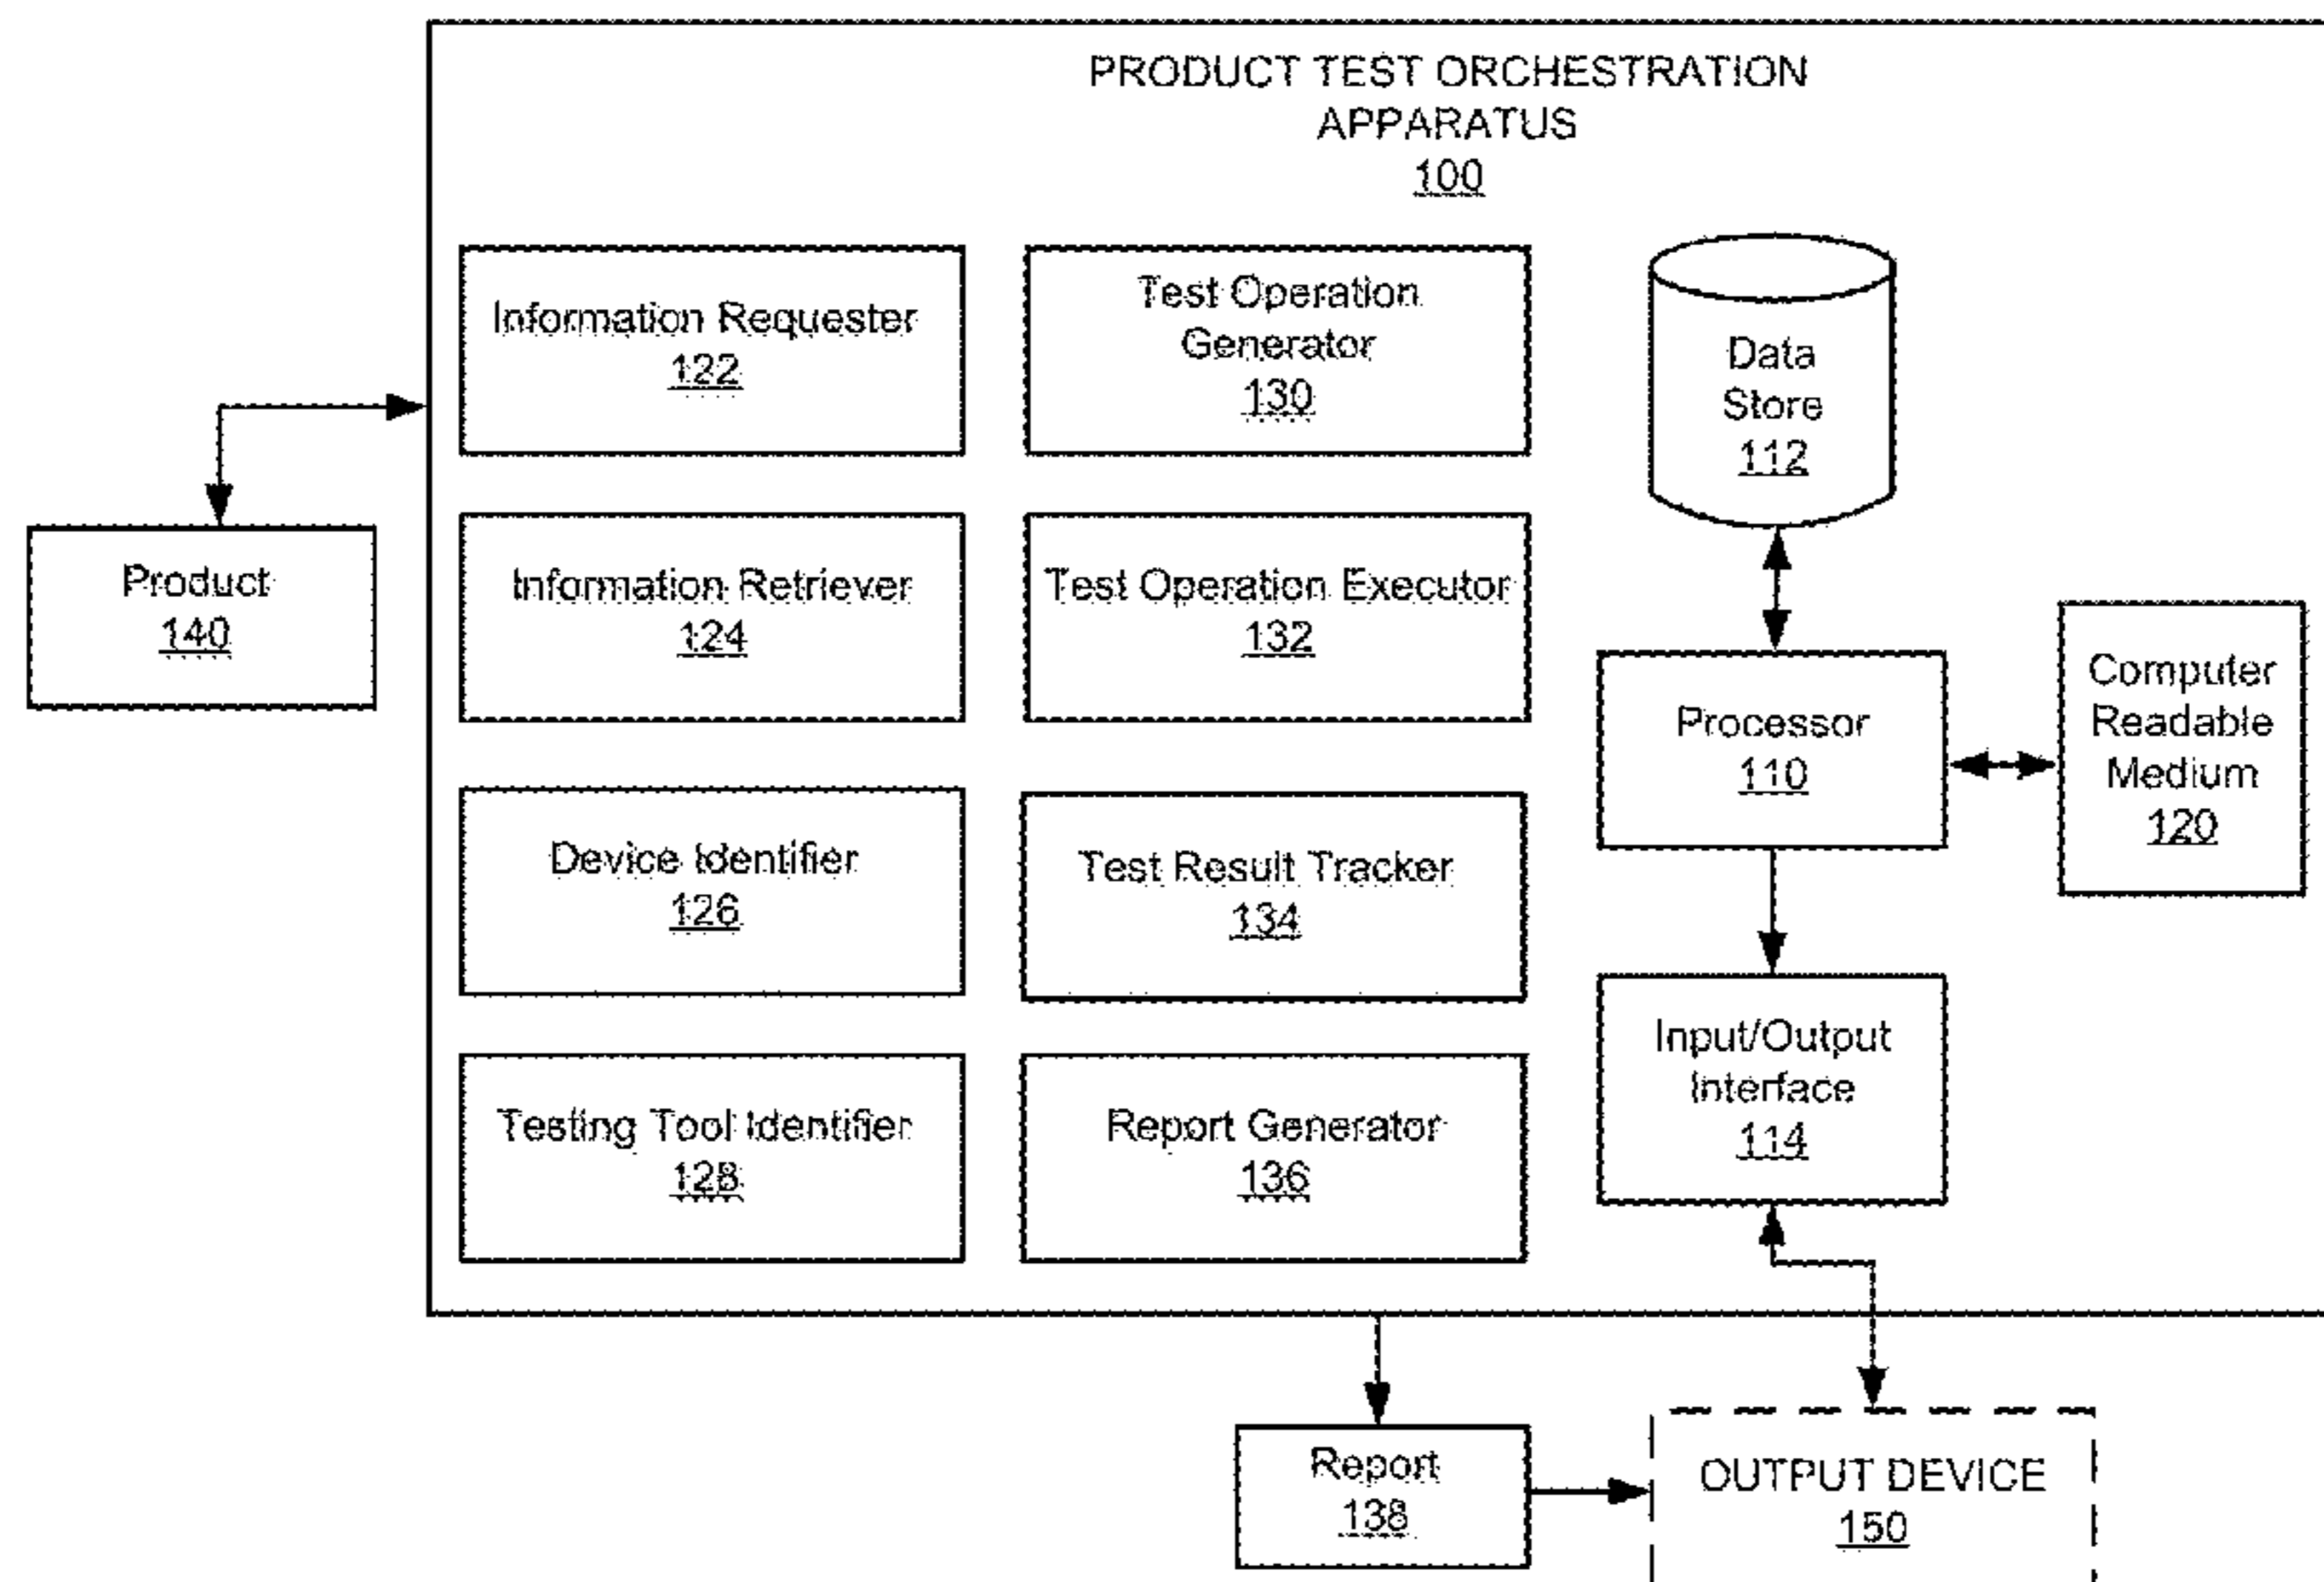 PRODUCT TEST ORCHESTRATION
APPARATUS
100
Information Requester
122
Test Operation
Generator
130
Data
Store
112
Product
140
Information Retriever
124
Test Operation Executor
132
Processor
110
Computer
Readable
Medium
120
Device Identifier
126
Test Result Tracker
134
Input/Output
Interface
114
Testing Tool Identifier
128
Report Generator
136
Report
138
OUTPUT DEVICE
150